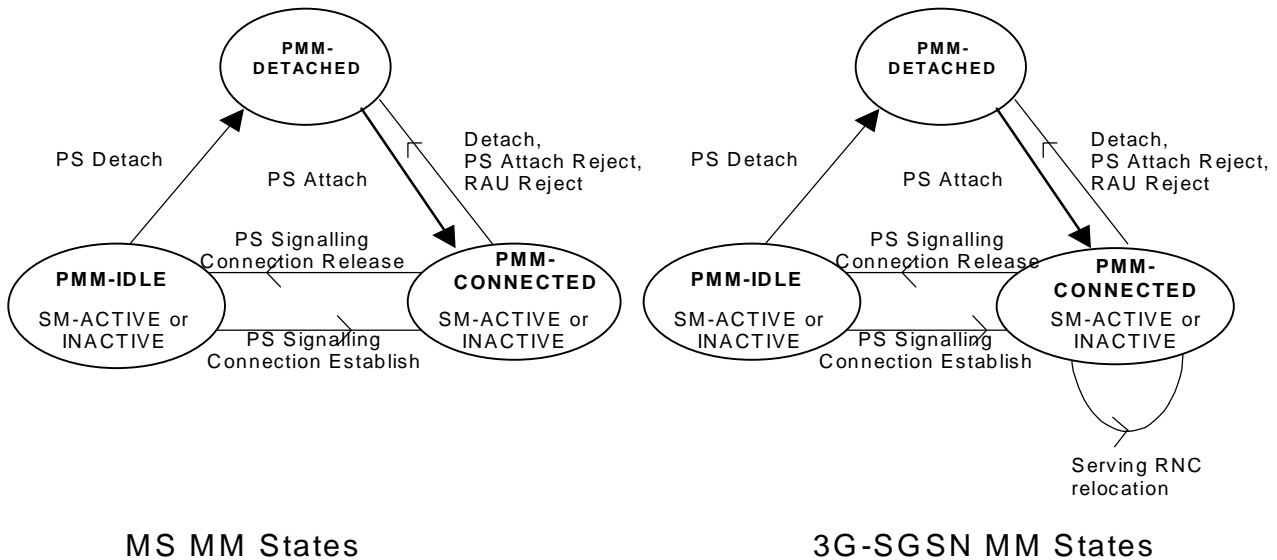 PMM-
DETACHED
PS Detach
PS Attach
Detach,
PS Attach Reject,
RAU Reject
PS Signalling
Connection Release
PMM-IDLE
SM-ACTIVE or
INACTIVE
PMM-
CONNECTED
SM-ACTIVE or
INACTIVE
PS Signalling
Connection Establish
MS MM States
PMM-
DETACHED
PS Detach
PS Attach
Detach,
PS Attach Reject,
RAU Reject
PS Signalling
Connection Release
PMM-IDLE
SM-ACTIVE or
INACTIVE
PMM-
CONNECTED
SM-ACTIVE or
INACTIVE
PS Signalling
Connection Establish
Serving RNC
relocation
3G-SGSN MM States